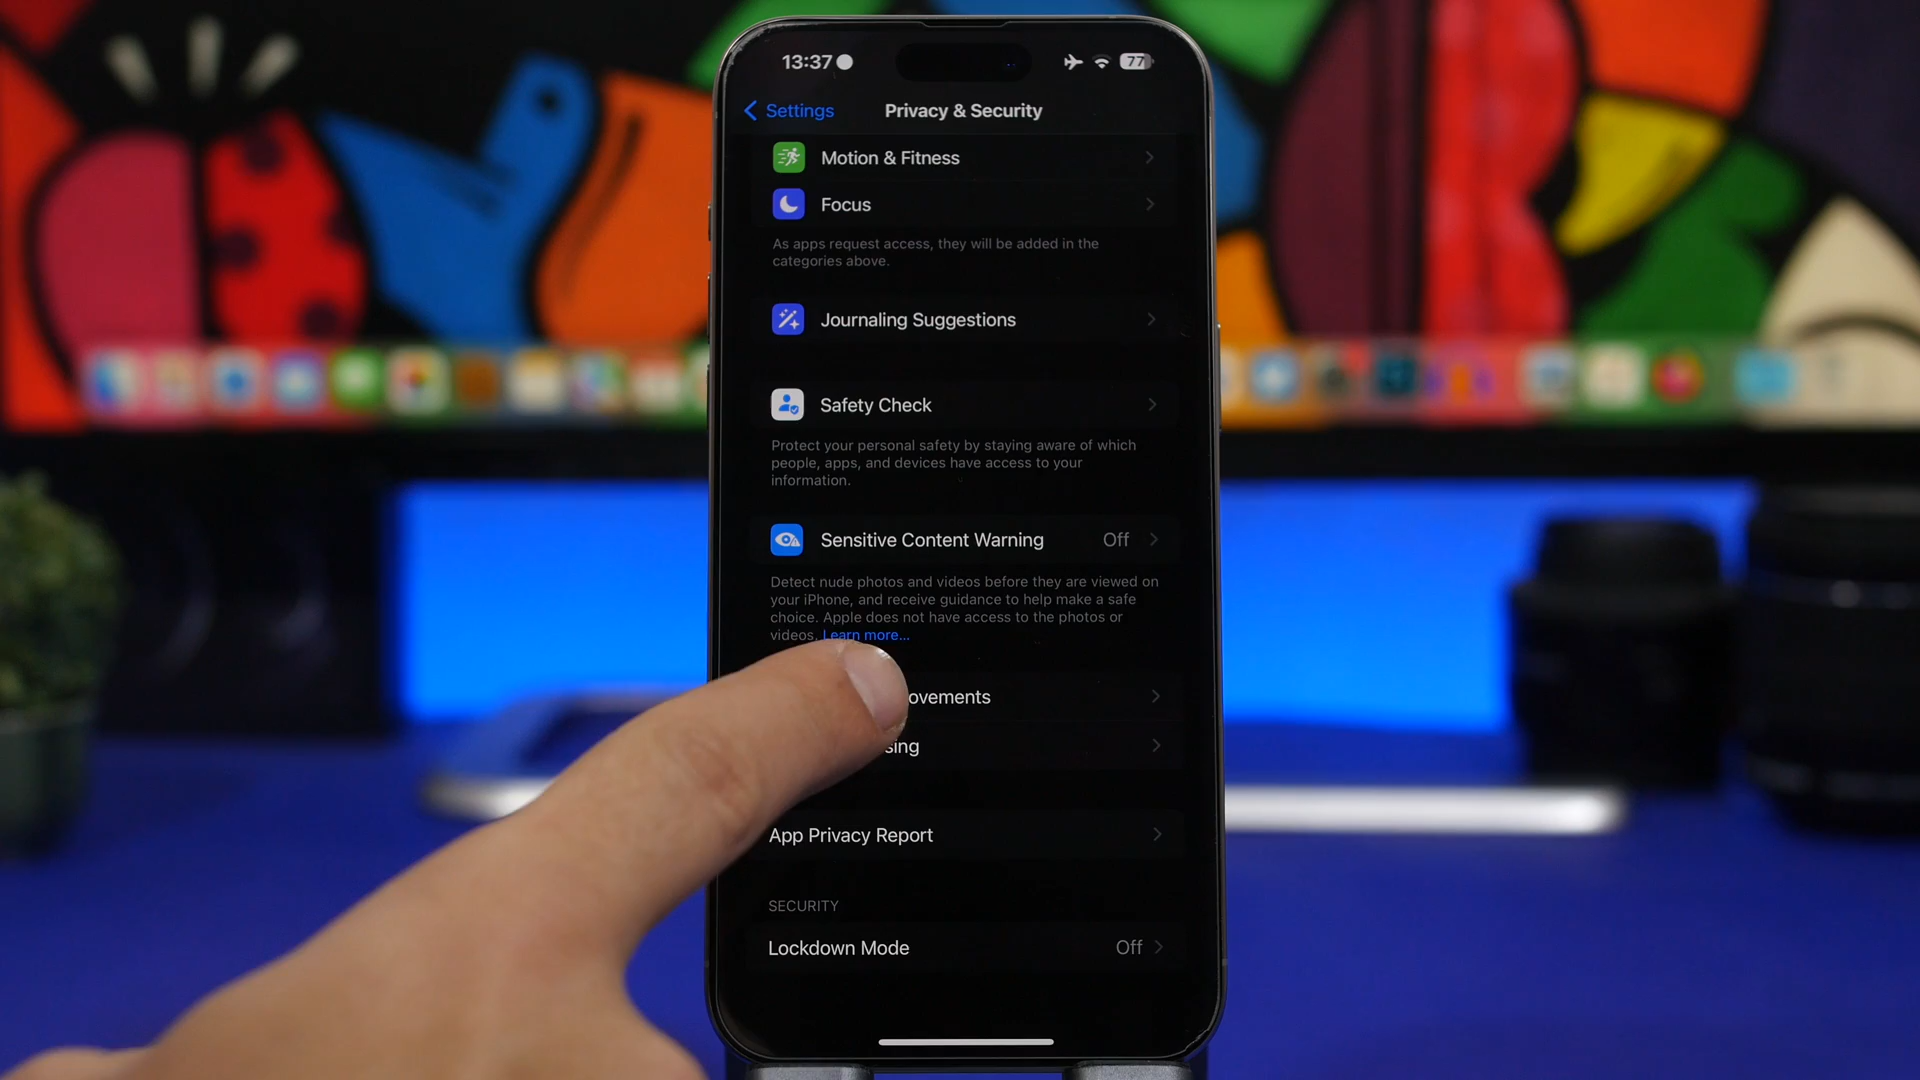 13:37
77
Settings
Privacy & Security
Motion & Fitness
Focus
As apps request access, they will be added in the
categories above.
Journaling Suggestions
Safety Check
Protect your personal safety by staying aware of which
people, apps, and devices have access to your
information.
Sensitive Content Warning Off
Detect nude photos and videos before they are viewed on
your iPhone, and receive guidance to help make a safe
choice. Apple does not have access to the photos or
videos. Learn more...
ovements
sing
App Privacy Report
SECURITY
Lockdown Mode Off